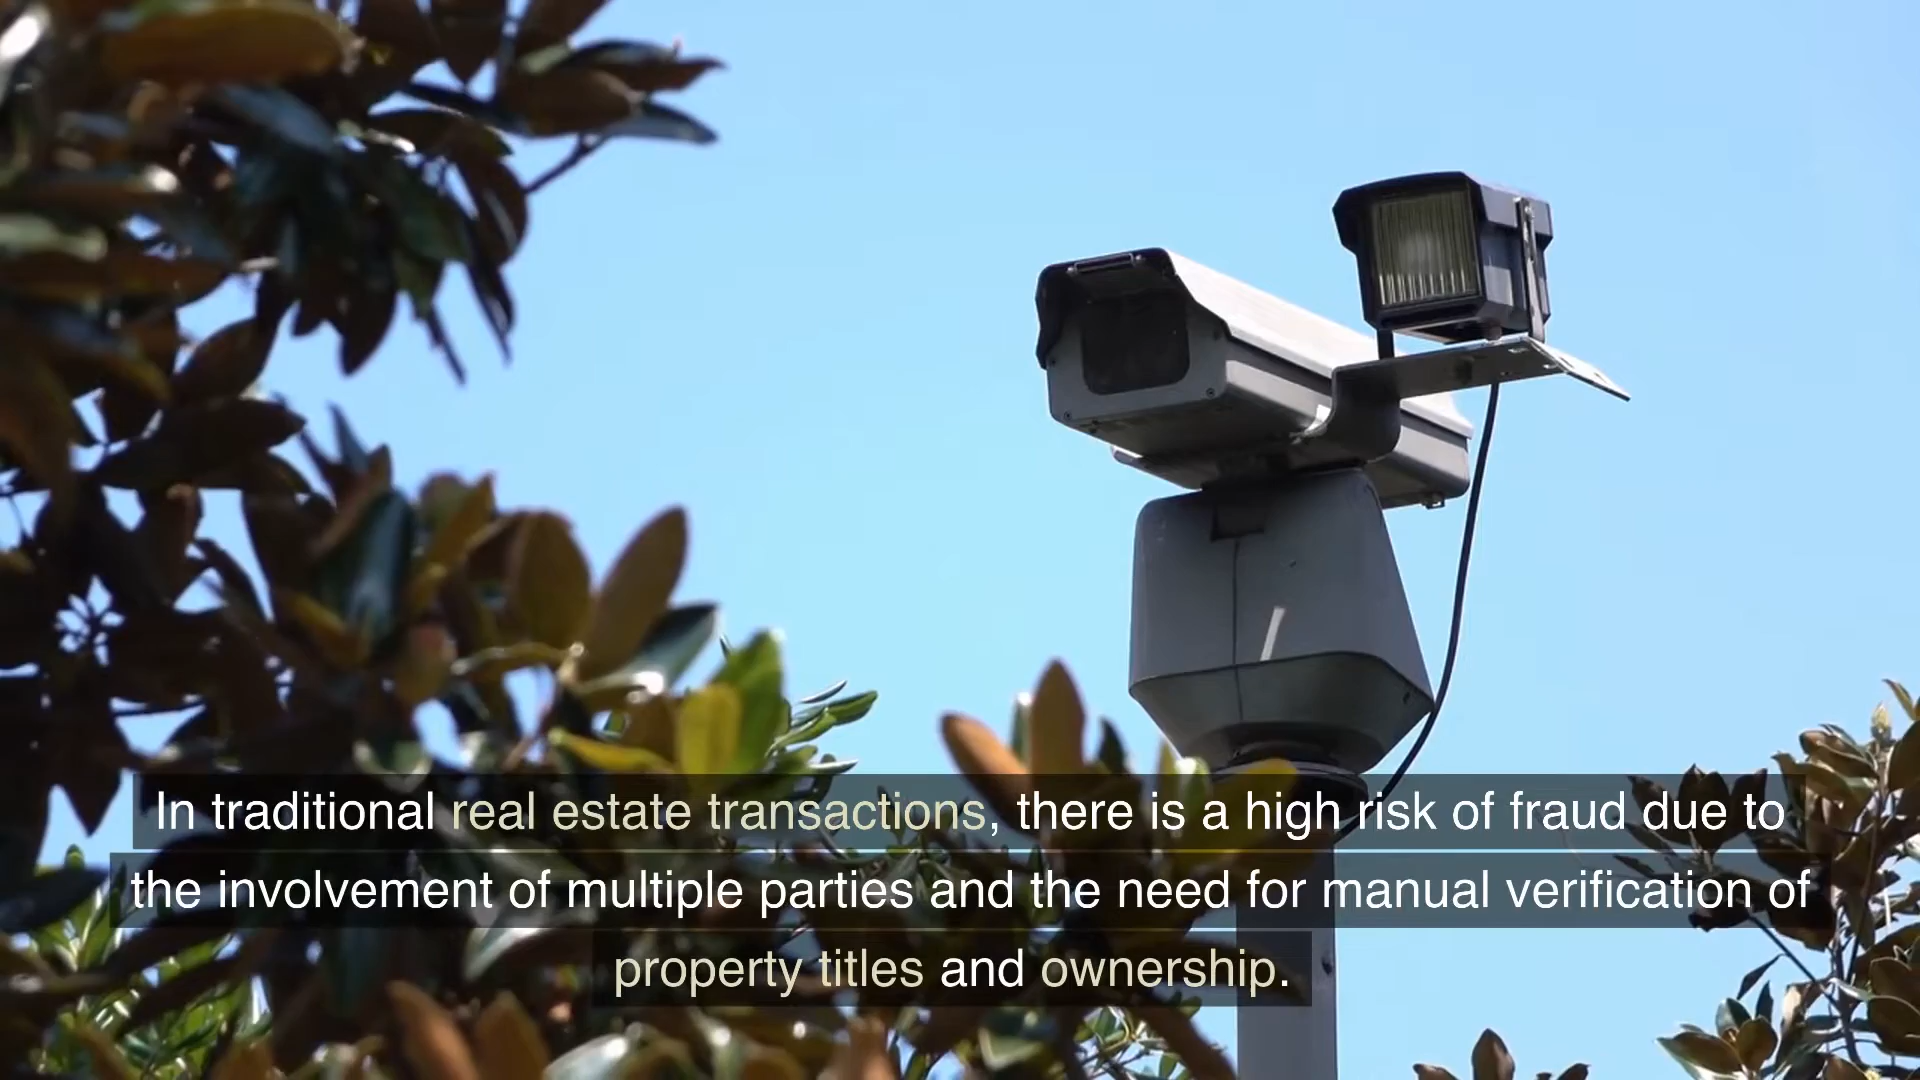 In traditional real estate transactions, there is a high risk of fraud due to
the involvement of multiple parties and the need for manual verification of
property titles and ownership.